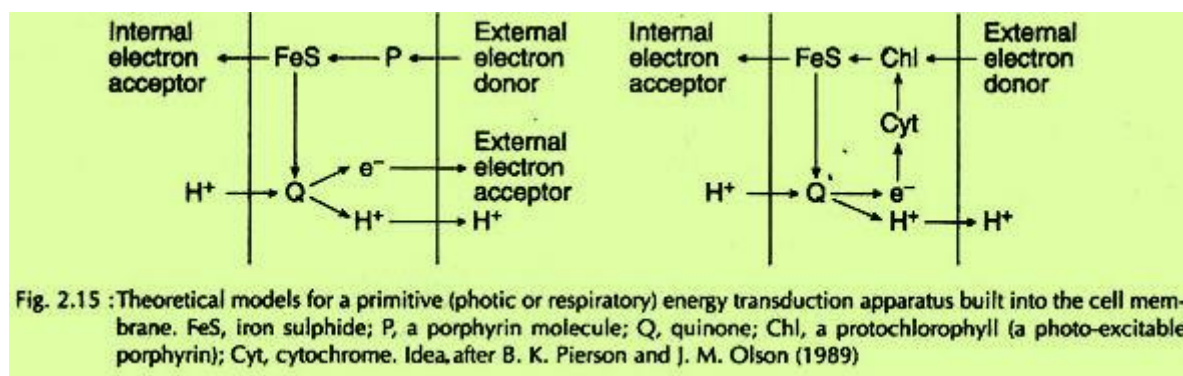 Internal electron acceptor
FeS
P
External electron donor
External electron acceptor
H⁺
Q
e⁻
H⁺
H⁺
Internal electron acceptor
FeS
Chl
External electron donor
Cyt
H⁺
Q
e⁻
H⁺
H⁺
Fig. 2.15 : Theoretical models for a primitive (photic or respiratory) energy transduction apparatus built into the cell mem-
brane. FeS, iron sulphide; P, a porphyrin molecule; Q, quinone; Chl, a protochlorophyll (a photo-excitable
porphyrin); Cyt, cytochrome. Idea, after B. K. Pierson and J. M. Olson (1989)